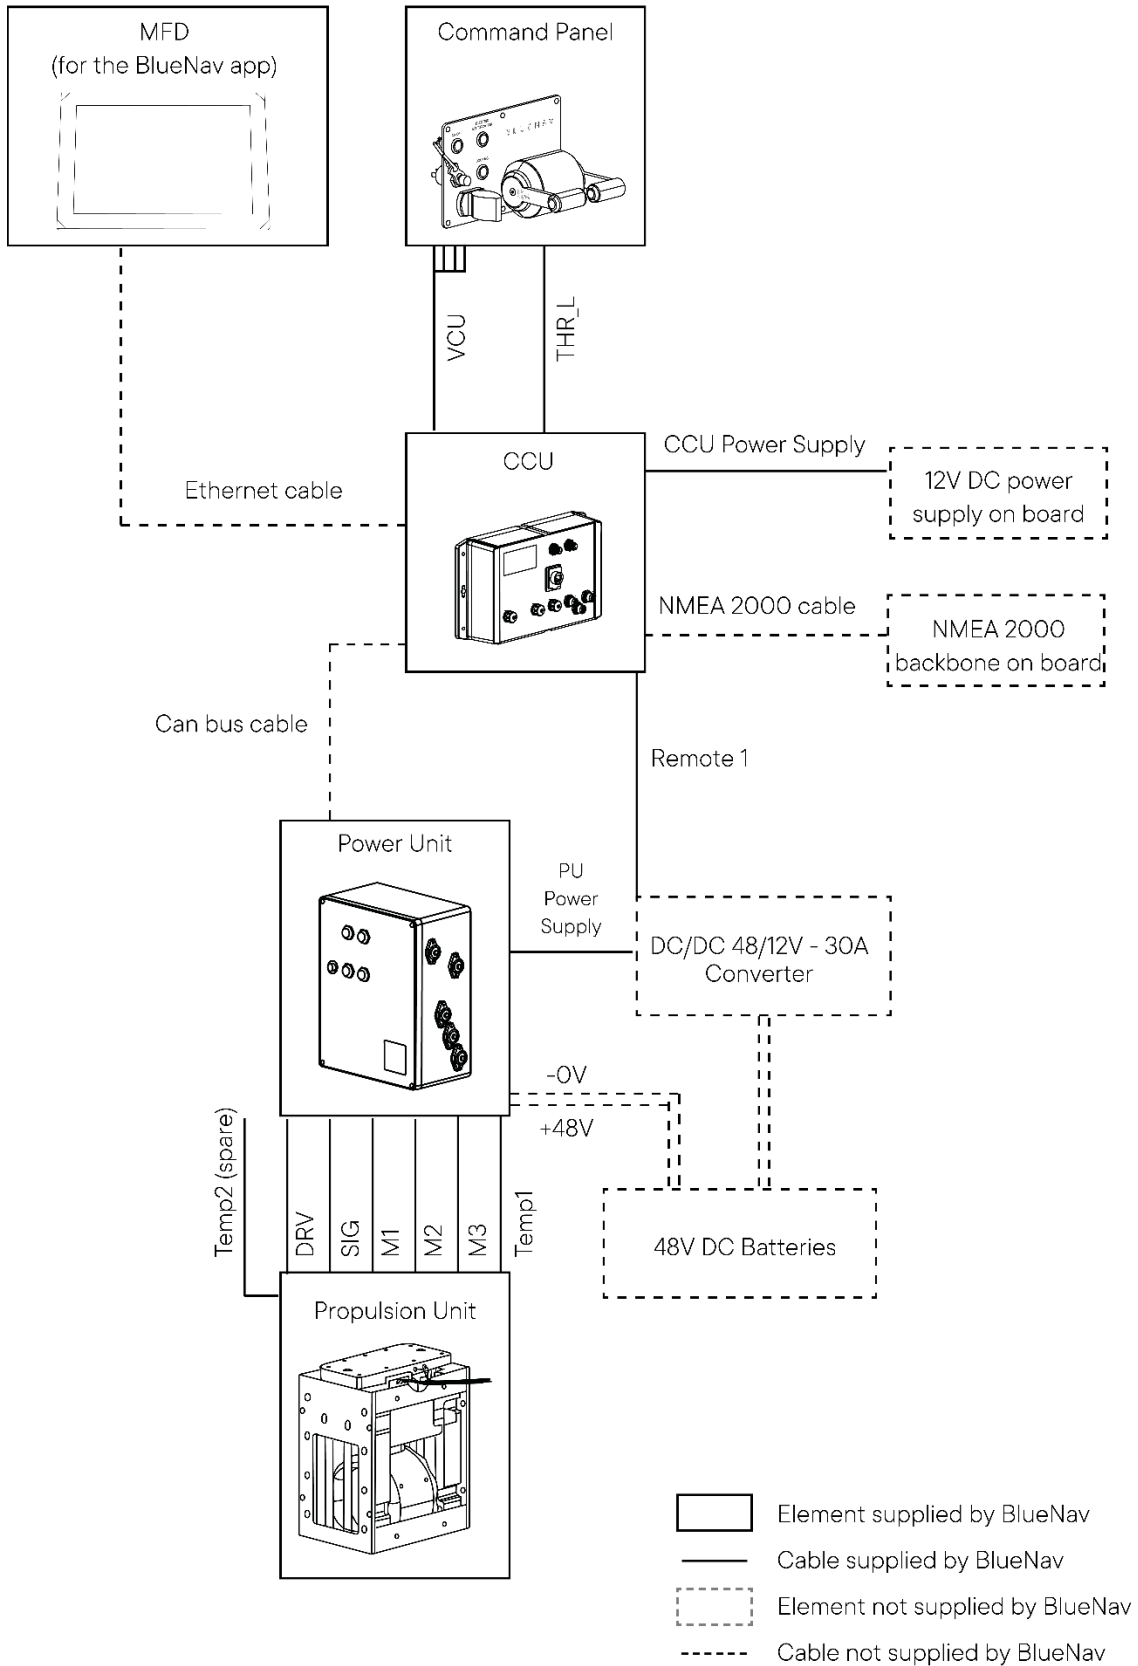 MFD
(for the BlueNav app)
Command Panel
VCU
THR_L
CCU
CCU Power Supply
12V DC power
supply on board
Ethernet cable
NMEA 2000 cable
NMEA 2000
backbone on board
Can bus cable
Remote 1
Power Unit
PU
Power
Supply
DC/DC 48/12V - 30A
Converter
-0V
+48V
Temp2 (spare)
DRV
SIG
M1
M2
M3
Temp1
48V DC Batteries
Propulsion Unit
Element supplied by BlueNav
Cable supplied by BlueNav
Element not supplied by BlueNav
Cable not supplied by BlueNav